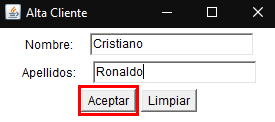 Alta Cliente
Nombre: Cristiano
Apellidos: Ronaldo
Aceptar Limpiar